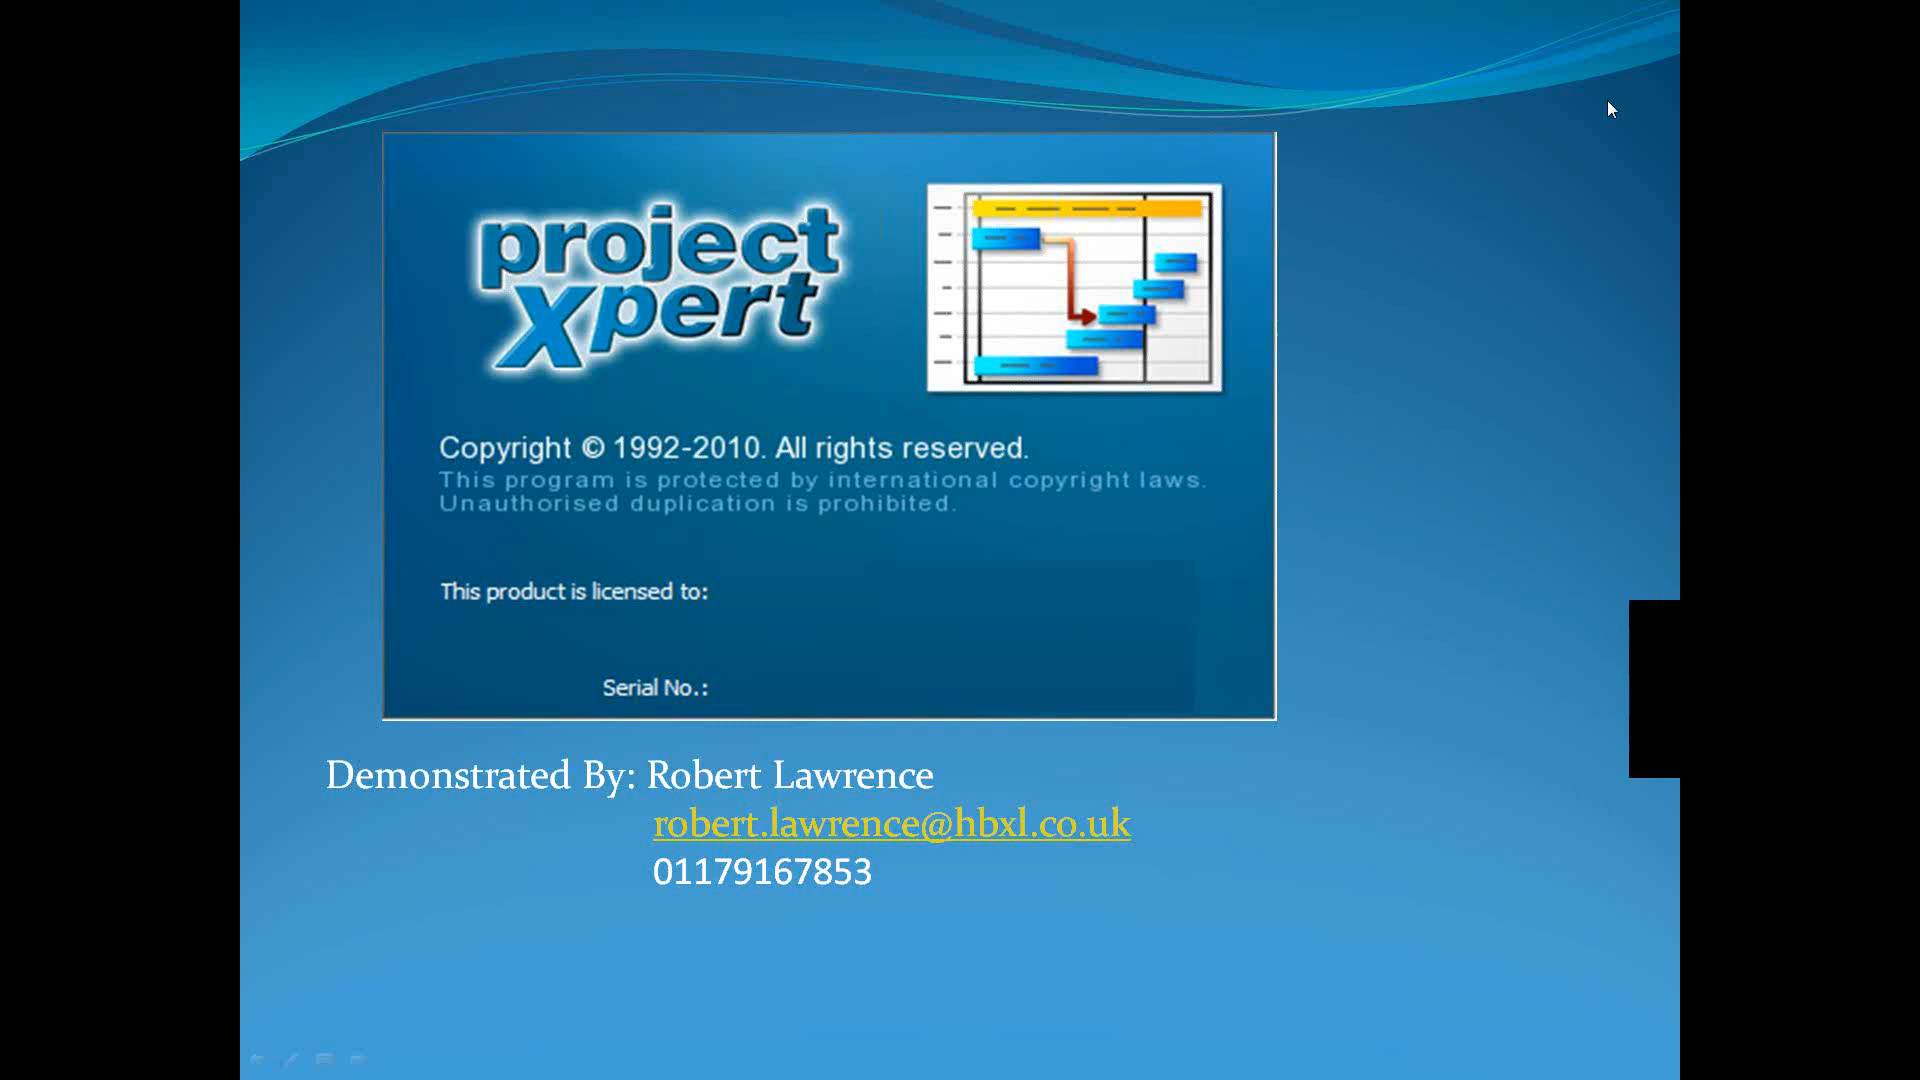 project
xpert
Copyright © 1992-2010. All rights reserved.
This program is protected by international copyright laws.
Unauthorised duplication is prohibited.
This product is licensed to:
Serial No.:
Demonstrated By: Robert Lawrence
robert.lawrence@hbxl.co.uk
01179167853